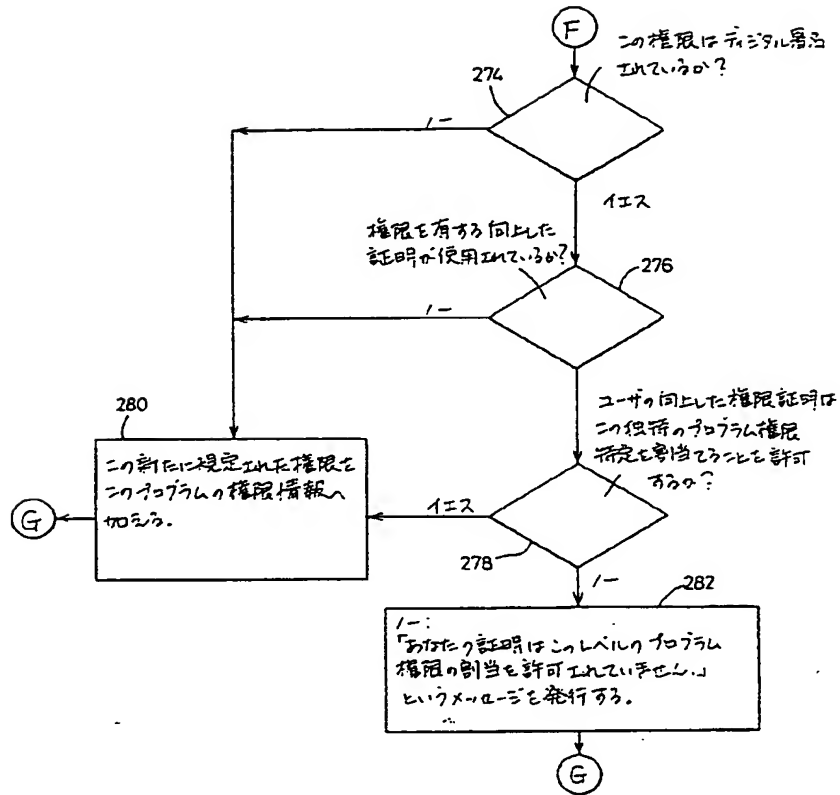 F
この権限はディジタル署名
されているか?
274
ノー
イエス
権限を有する向上した
証明が使用されているか?
276
ノー
ユーザの向上した権限証明は
この独特のプログラム権限
特定を割当てることを許可
するか?
280
この新たに規定された権限を
このプログラムの権限情報へ
加える。
G
イエス
278
ノー
282
ノー:
「あなたの証明はこのレベルのプログラム
権限の割当を許可されていません。」
というメッセージを発行する。
G